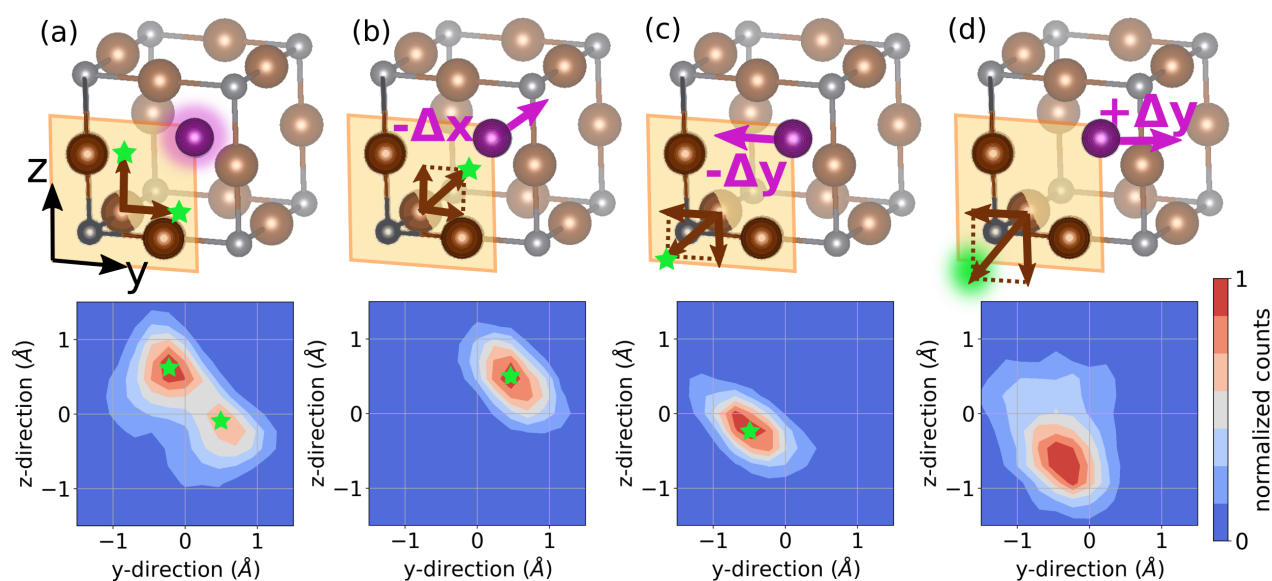 (a)
(b)
(c)
(d)
-Δx
-Δy
+Δy
z
y
1
0
−1
z-direction (Å)
−1
0
1
y-direction (Å)
1
0
−1
z-direction (Å)
−1
0
1
y-direction (Å)
1
0
−1
z-direction (Å)
−1
0
1
y-direction (Å)
1
0
−1
z-direction (Å)
−1
0
1
y-direction (Å)
1
0
normalized counts